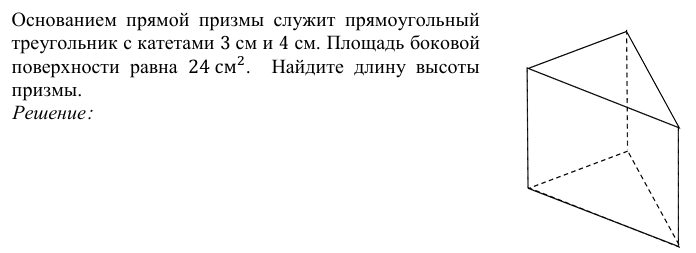 Основанием прямой призмы служит прямоугольный
треугольник с катетами 3 см и 4 см. Площадь боковой
поверхности равна 24 см². Найдите длину высоты
призмы.
Решение: